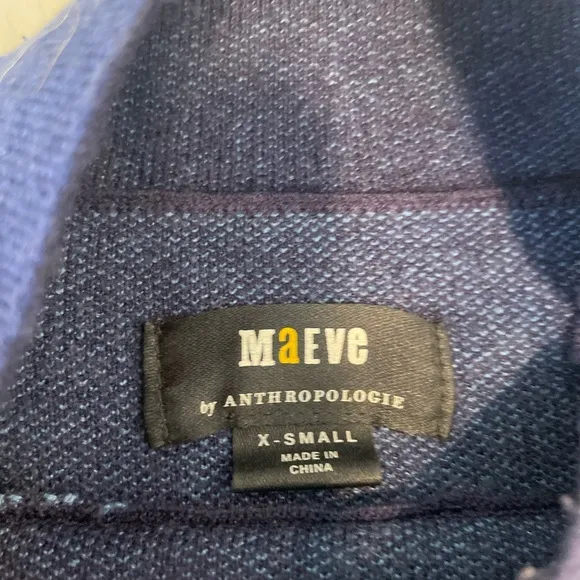 MaEVe
by ANTHROPOLOGIE
X-SMALL
MADE IN
CHINA